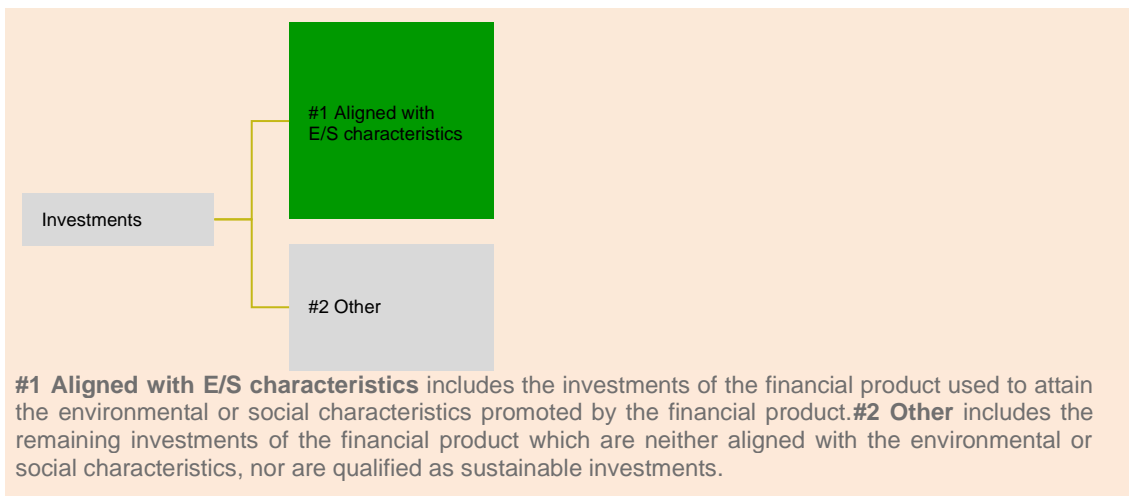 #1 Aligned with
E/S characteristics
Investments
#2 Other
#1 Aligned with E/S characteristics includes the investments of the financial product used to attain
the environmental or social characteristics promoted by the financial product.#2 Other includes the
remaining investments of the financial product which are neither aligned with the environmental or
social characteristics, nor are qualified as sustainable investments.